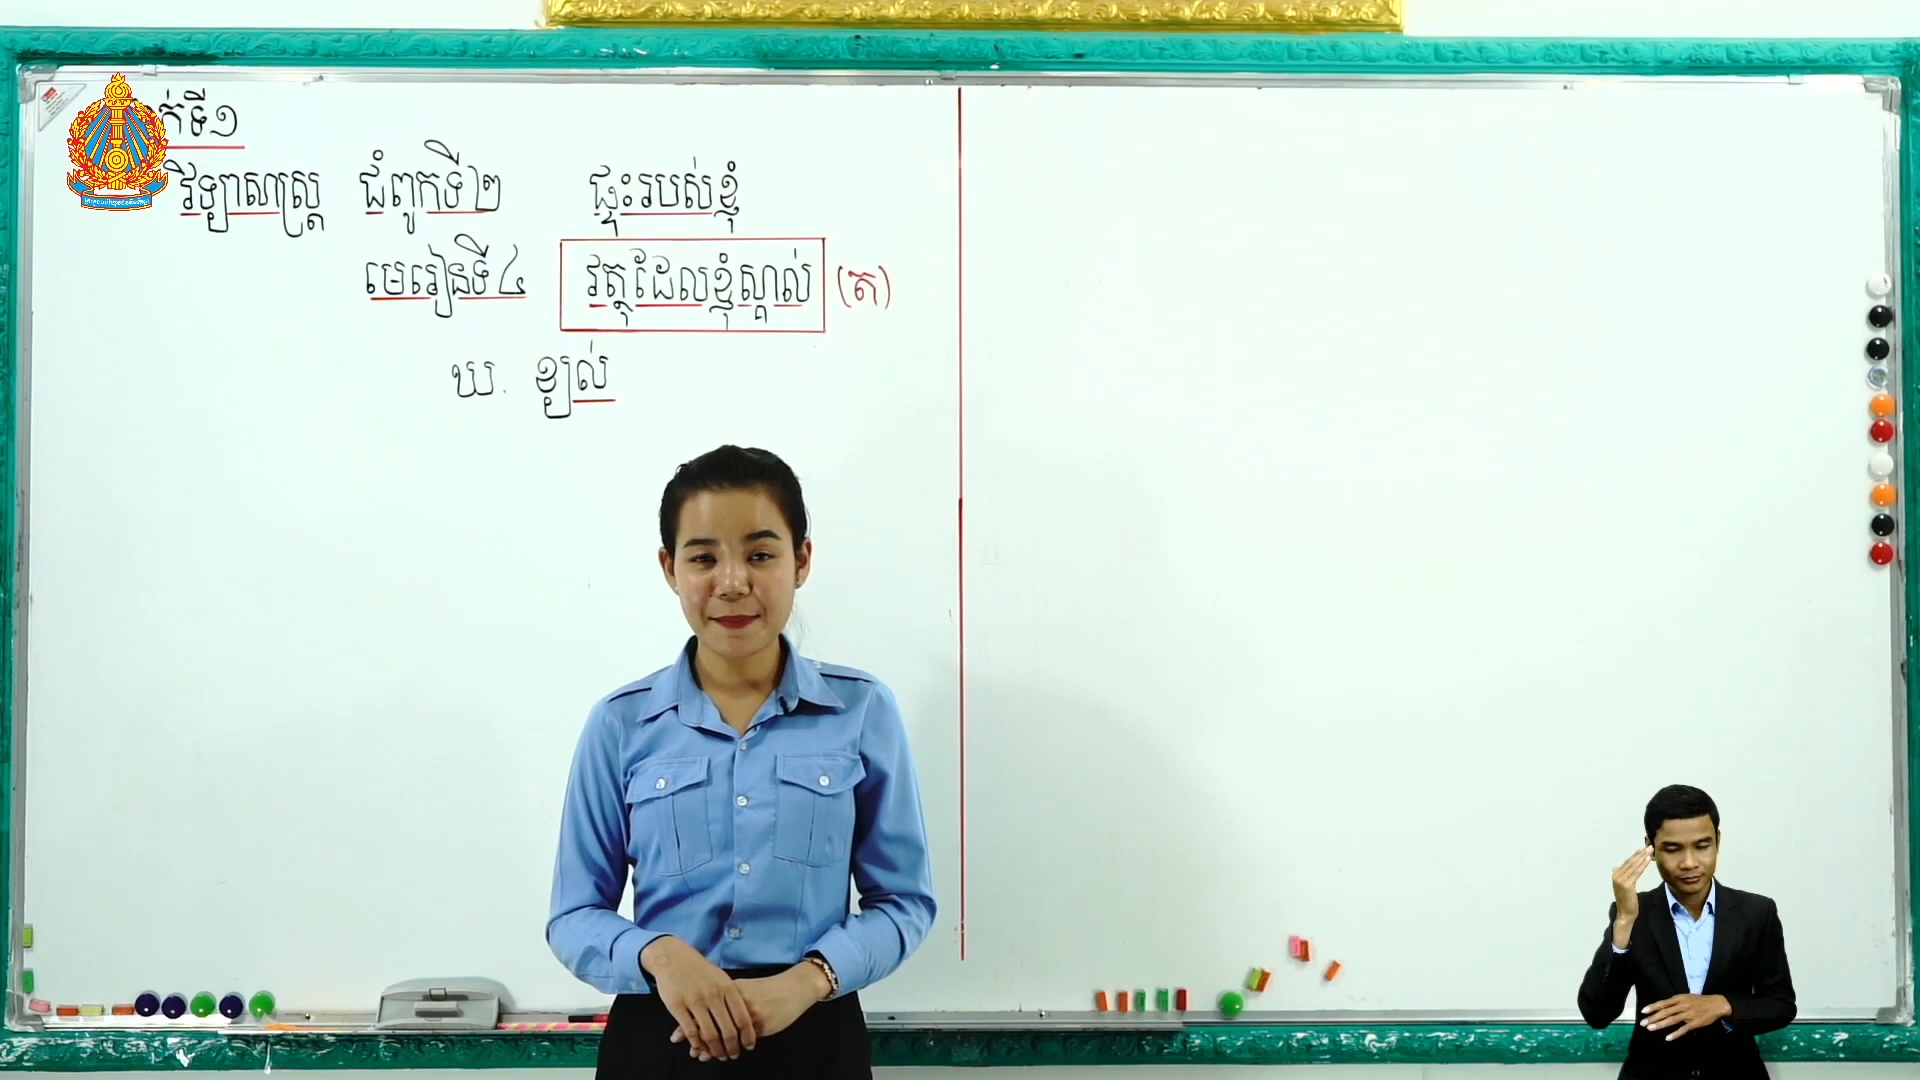 ក់ទី១
វិទ្យាសាស្ត្រ ជំពូកទី២ ផ្ទះរបស់ខ្ញុំ
មេរៀនទី៤ វត្ថុដែលខ្ញុំស្គាល់ (ត)
ឃ. ខ្យល់